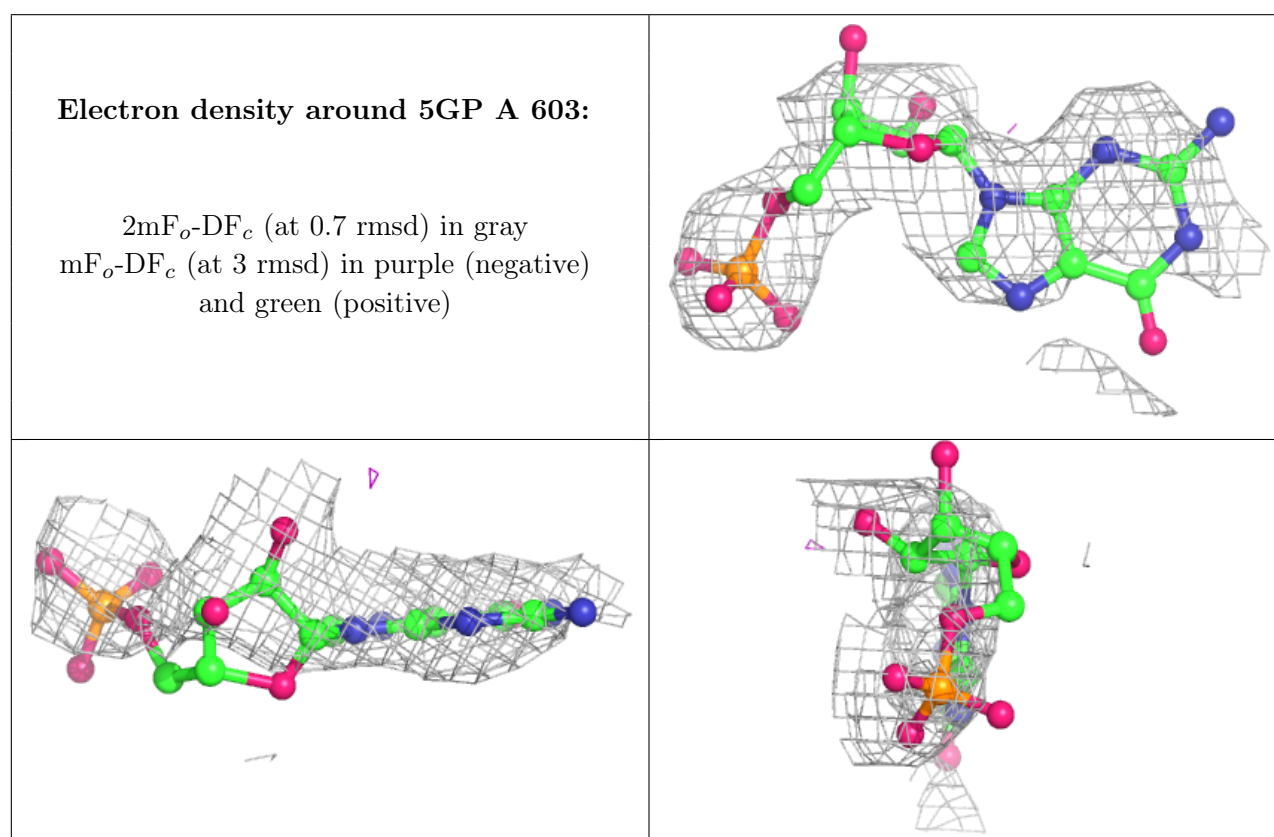 Electron density around 5GP A 603:
2mFo-DFc (at 0.7 rmsd) in gray
mFo-DFc (at 3 rmsd) in purple (negative)
and green (positive)